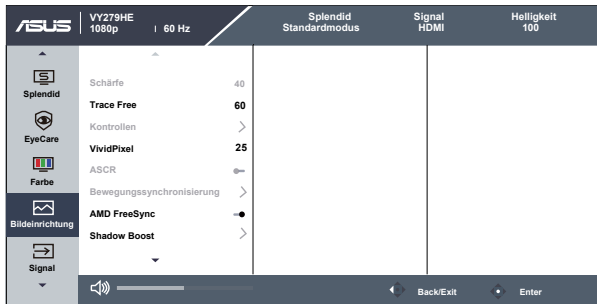 ASUS
VY279HE
1080p 60 Hz
Splendid
Standardmodus
Signal
HDMI
Helligkeit
100
Splendid
EyeCare
Farbe
Bildeinrichtung
Signal
Schärfe 40
Trace Free 60
Kontrollen
VividPixel 25
ASCR
Bewegungssynchronisierung
AMD FreeSync
Shadow Boost
Back/Exit
Enter